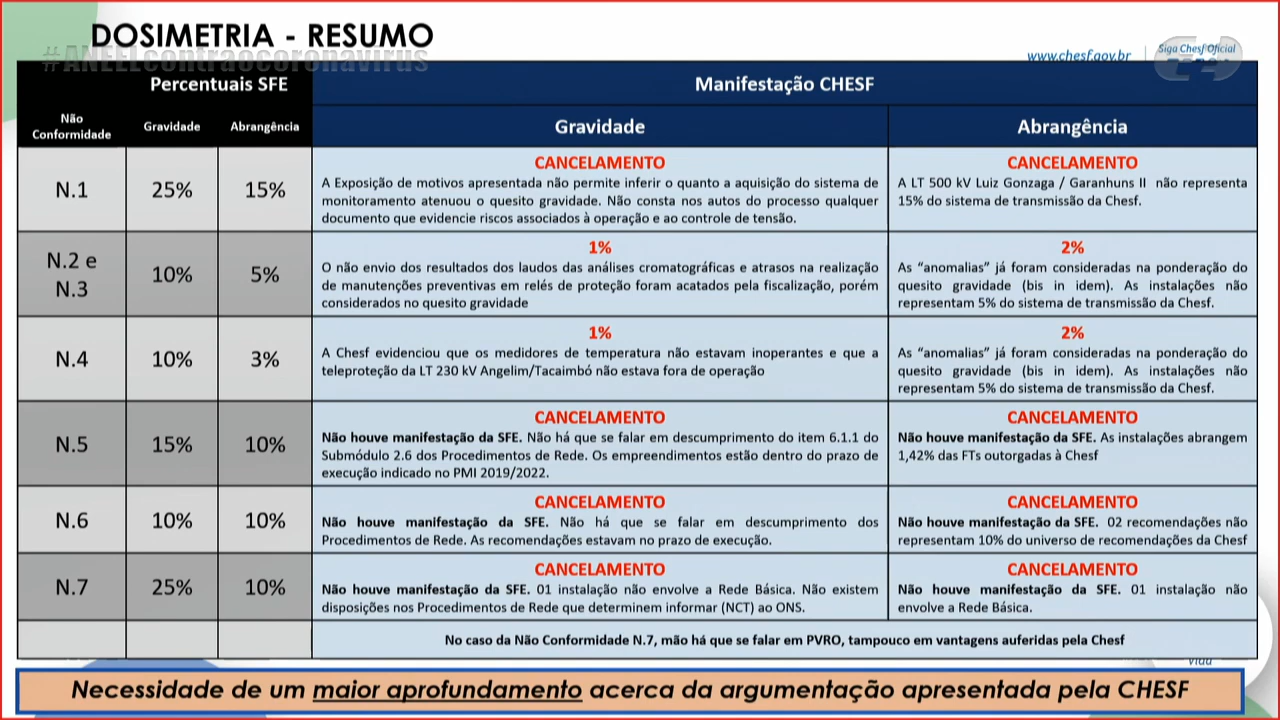 DOSIMETRIA - RESUMO
#ANEELcontraocoronavirus
www.chesf.gov.br
Siga Chesf Oficial
Percentuais SFE
Manifestação CHESF
Não
Conformidade
Gravidade
Abrangência
Gravidade
Abrangência
N.1
25%
15%
CANCELAMENTO
A Exposição de motivos apresentada não permite inferir o quanto a aquisição do sistema de
monitoramento atenuou o quesito gravidade. Não consta nos autos do processo qualquer
documento que evidencie riscos associados à operação e ao controle de tensão.
CANCELAMENTO
A LT 500 kV Luiz Gonzaga / Garanhuns II não representa
15% do sistema de transmissão da Chesf.
N.2 e
N.3
10%
5%
1%
O não envio dos resultados dos laudos das análises cromatográficas e atrasos na realização
de manutenções preventivas em relés de proteção foram acatados pela fiscalização, porém
considerados no quesito gravidade
2%
As “anomalias” já foram consideradas na ponderação do
quesito gravidade (bis in idem). As instalações não
representam 5% do sistema de transmissão da Chesf.
N.4
10%
3%
1%
A Chesf evidenciou que os medidores de temperatura não estavam inoperantes e que a
teleproteção da LT 230 kV Angelim/Tacaimbó não estava fora de operação
2%
As “anomalias” já foram consideradas na ponderação do
quesito gravidade (bis in idem). As instalações não
representam 5% do sistema de transmissão da Chesf.
N.5
15%
10%
CANCELAMENTO
Não houve manifestação da SFE. Não há que se falar em descumprimento do item 6.1.1 do
Submódulo 2.6 dos Procedimentos de Rede. Os empreendimentos estão dentro do prazo de
execução indicado no PMI 2019/2022.
CANCELAMENTO
Não houve manifestação da SFE. As instalações abrangem
1,42% das FTs outorgadas à Chesf
N.6
10%
10%
CANCELAMENTO
Não houve manifestação da SFE. Não há que se falar em descumprimento dos
Procedimentos de Rede. As recomendações estavam no prazo de execução.
CANCELAMENTO
Não houve manifestação da SFE. 02 recomendações não
representam 10% do universo de recomendações da Chesf
N.7
25%
10%
CANCELAMENTO
Não houve manifestação da SFE. 01 instalação não envolve a Rede Básica. Não existem
disposições nos Procedimentos de Rede que determinem informar (NCT) ao ONS.
CANCELAMENTO
Não houve manifestação da SFE. 01 instalação não
envolve a Rede Básica.
No caso da Não Conformidade N.7, mão há que se falar em PVRO, tampouco em vantagens auferidas pela Chesf
Necessidade de um maior aprofundamento acerca da argumentação apresentada pela CHESF